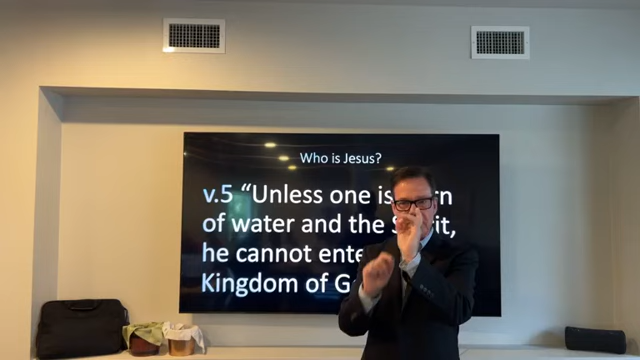 Who is Jesus?
v.5 “Unless one is
of water and the
he cannot
Kingdom of